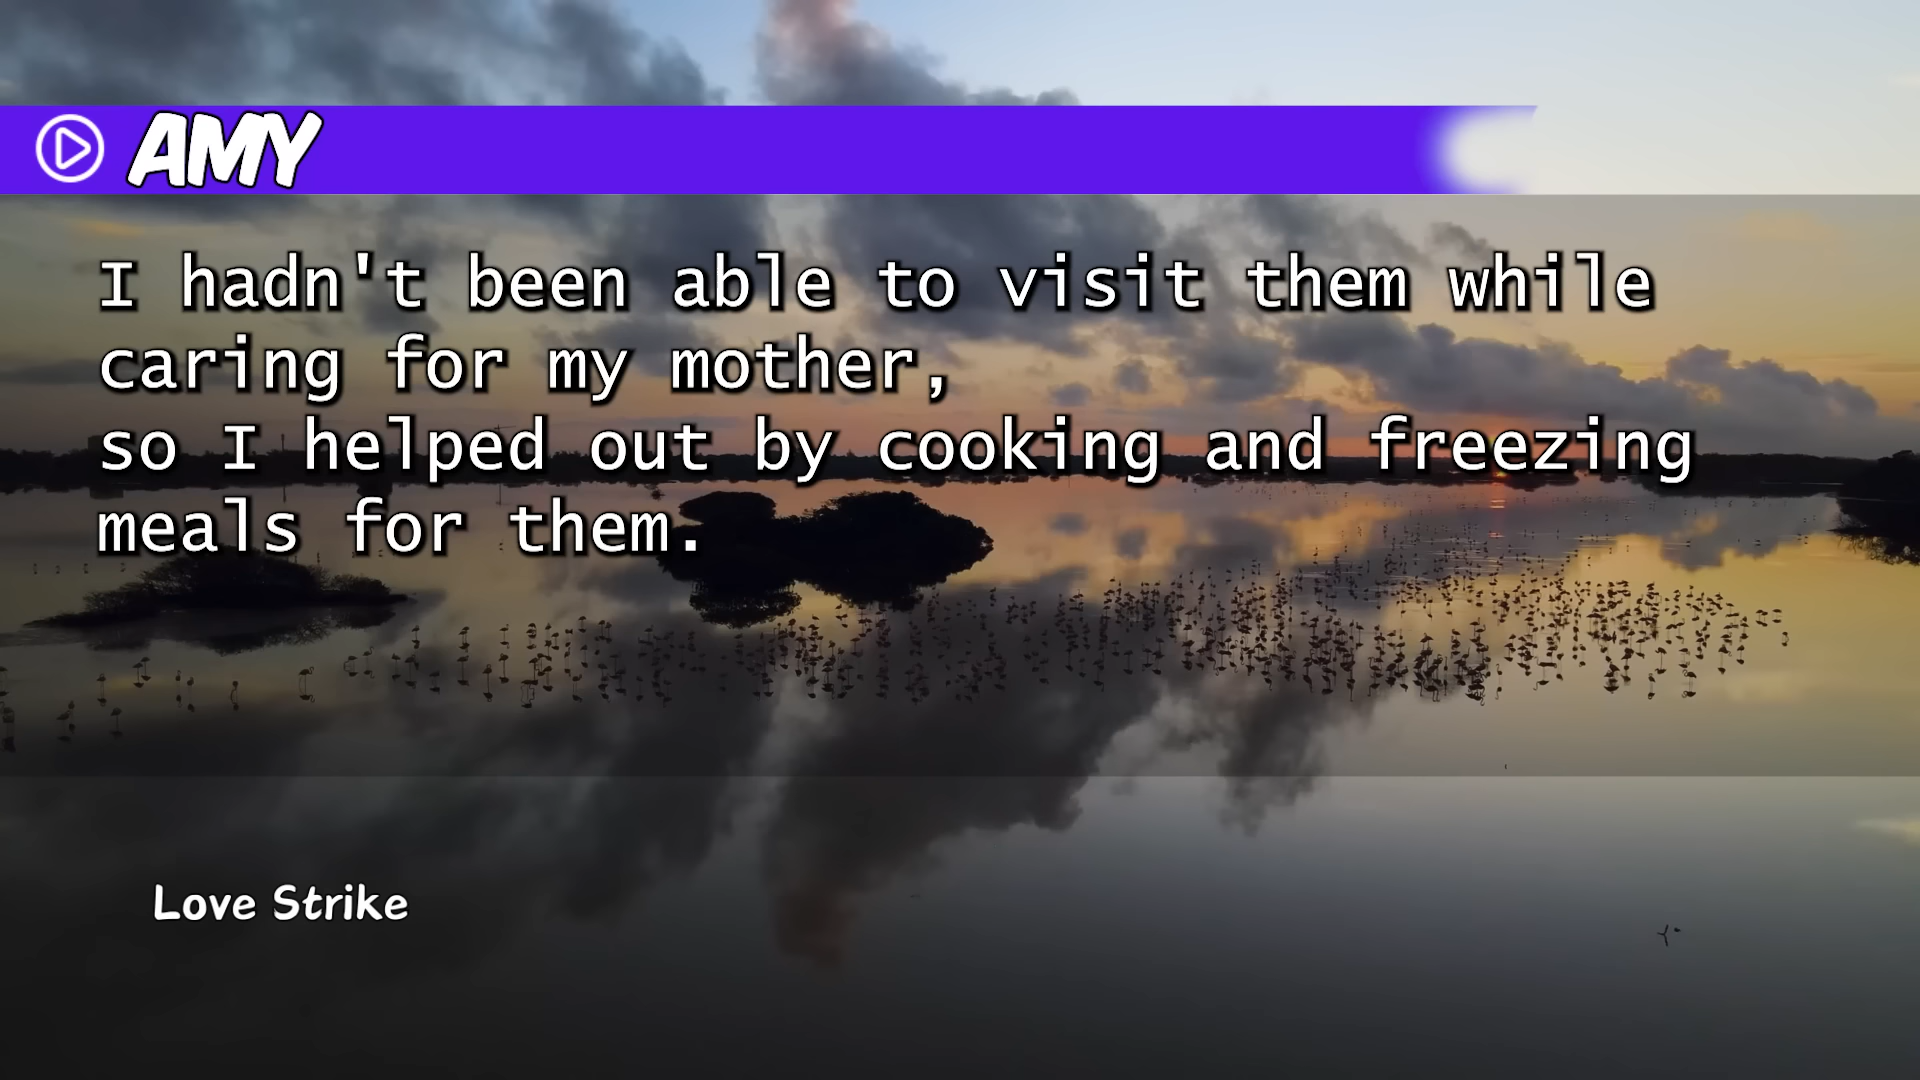 AMY
I hadn't been able to visit them while
caring for my mother,
so I helped out by cooking and freezing
meals for them.
Love Strike